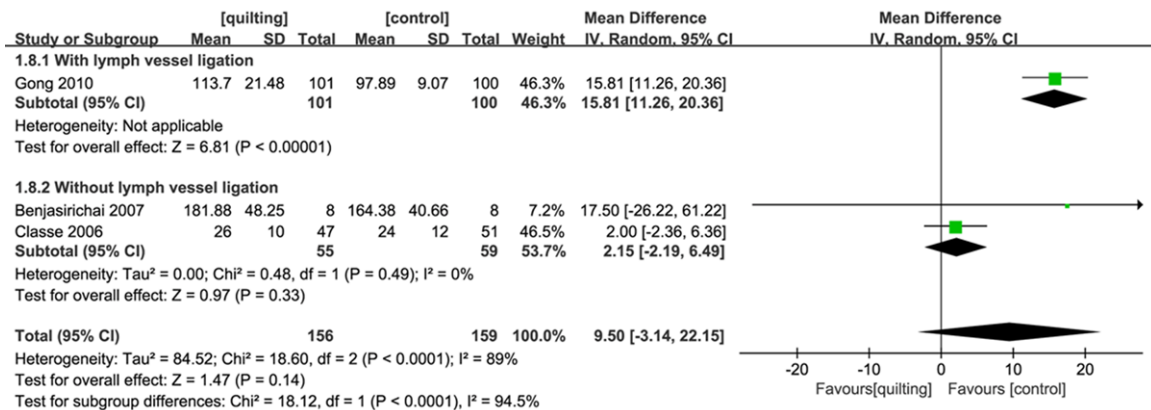 [quilting] [control] Mean Difference Mean Difference
Study or Subgroup Mean SD Total Mean SD Total Weight IV, Random, 95% CI IV, Random, 95% CI
1.8.1 With lymph vessel ligation
Gong 2010 113.7 21.48 101 97.89 9.07 100 46.3% 15.81 [11.26, 20.36]
Subtotal (95% CI) 101 100 46.3% 15.81 [11.26, 20.36]
Heterogeneity: Not applicable
Test for overall effect: Z = 6.81 (P < 0.00001)
1.8.2 Without lymph vessel ligation
Benjasirichai 2007 181.88 48.25 8 164.38 40.66 8 7.2% 17.50 [-26.22, 61.22]
Classe 2006 26 10 47 24 12 51 46.5% 2.00 [-2.36, 6.36]
Subtotal (95% CI) 55 59 53.7% 2.15 [-2.19, 6.49]
Heterogeneity: Tau² = 0.00; Chi² = 0.48, df = 1 (P = 0.49); I² = 0%
Test for overall effect: Z = 0.97 (P = 0.33)
Total (95% CI) 156 159 100.0% 9.50 [-3.14, 22.15]
Heterogeneity: Tau² = 84.52; Chi² = 18.60, df = 2 (P < 0.0001); I² = 89%
Test for overall effect: Z = 1.47 (P = 0.14)
Test for subgroup differences: Chi² = 18.12, df = 1 (P < 0.0001), I² = 94.5%
-20 -10 0 10 20
Favours[quilting] Favours [control]